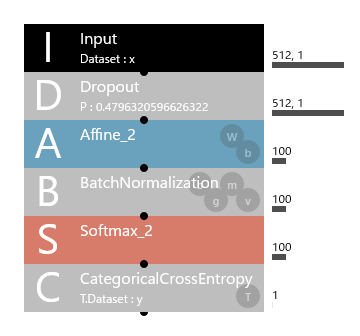 I Input 512, 1
Dataset : x
D Dropout 512, 1
P : 0.4796320596626322
A Affine_2 W b 100
B BatchNormalization m g v 100
S Softmax_2 100
C CategoricalCrossEntropy 1
T.Dataset : y T